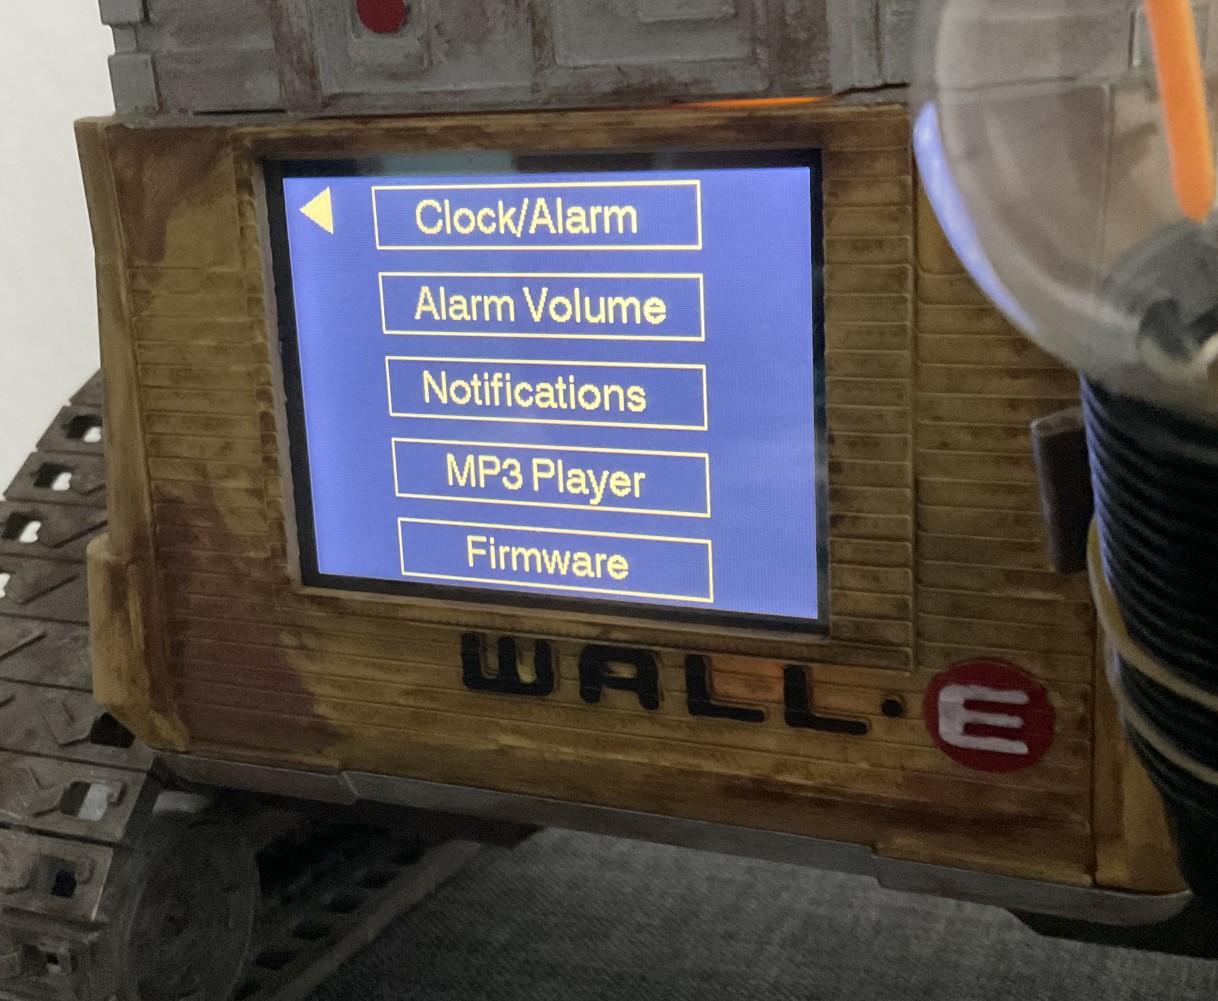 Clock/Alarm
Alarm Volume
Notifications
MP3 Player
Firmware
WALL•E